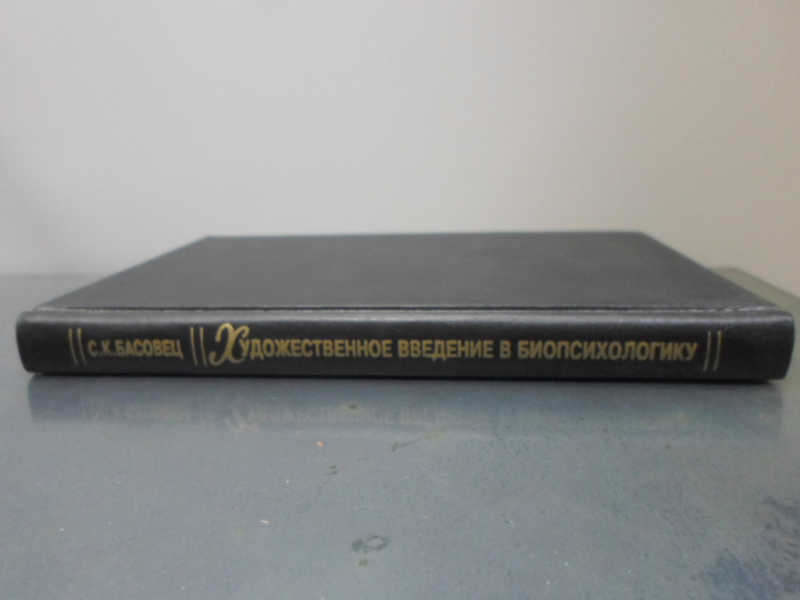 С.К.БАСОВЕЦ ХУДОЖЕСТВЕННОЕ ВВЕДЕНИЕ В БИОПСИХОЛОГИКУ